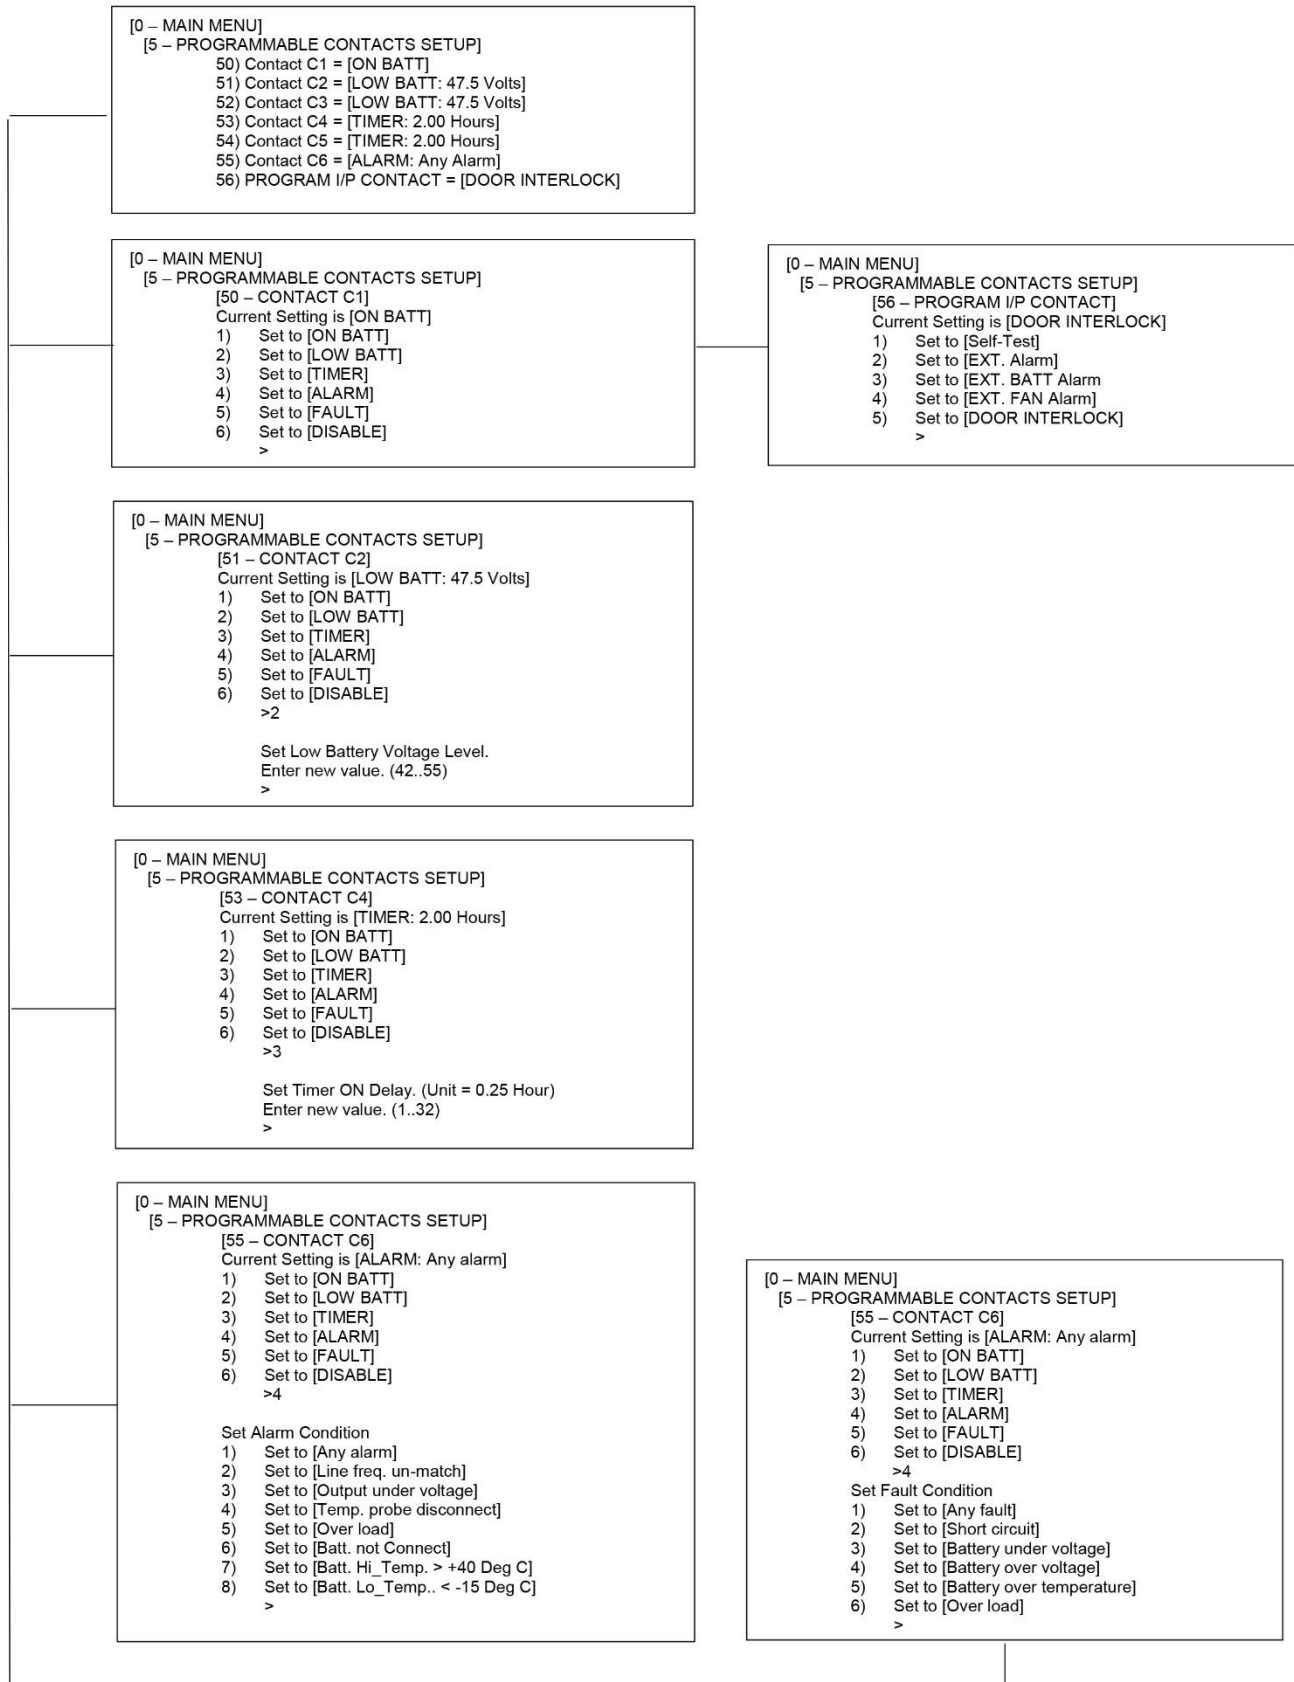 [0 – MAIN MENU]
[5 – PROGRAMMABLE CONTACTS SETUP]
50) Contact C1 = [ON BATT]
51) Contact C2 = [LOW BATT: 47.5 Volts]
52) Contact C3 = [LOW BATT: 47.5 Volts]
53) Contact C4 = [TIMER: 2.00 Hours]
54) Contact C5 = [TIMER: 2.00 Hours]
55) Contact C6 = [ALARM: Any Alarm]
56) PROGRAM I/P CONTACT = [DOOR INTERLOCK]
[0 – MAIN MENU]
[5 – PROGRAMMABLE CONTACTS SETUP]
[50 – CONTACT C1]
Current Setting is [ON BATT]
1) Set to [ON BATT]
2) Set to [LOW BATT]
3) Set to [TIMER]
4) Set to [ALARM]
5) Set to [FAULT]
6) Set to [DISABLE]
>
[0 – MAIN MENU]
[5 – PROGRAMMABLE CONTACTS SETUP]
[56 – PROGRAM I/P CONTACT]
Current Setting is [DOOR INTERLOCK]
1) Set to [Self-Test]
2) Set to [EXT. Alarm]
3) Set to [EXT. BATT Alarm
4) Set to [EXT. FAN Alarm]
5) Set to [DOOR INTERLOCK]
>
[0 – MAIN MENU]
[5 – PROGRAMMABLE CONTACTS SETUP]
[51 – CONTACT C2]
Current Setting is [LOW BATT: 47.5 Volts]
1) Set to [ON BATT]
2) Set to [LOW BATT]
3) Set to [TIMER]
4) Set to [ALARM]
5) Set to [FAULT]
6) Set to [DISABLE]
>2
Set Low Battery Voltage Level.
Enter new value. (42..55)
>
[0 – MAIN MENU]
[5 – PROGRAMMABLE CONTACTS SETUP]
[53 – CONTACT C4]
Current Setting is [TIMER: 2.00 Hours]
1) Set to [ON BATT]
2) Set to [LOW BATT]
3) Set to [TIMER]
4) Set to [ALARM]
5) Set to [FAULT]
6) Set to [DISABLE]
>3
Set Timer ON Delay. (Unit = 0.25 Hour)
Enter new value. (1..32)
>
[0 – MAIN MENU]
[5 – PROGRAMMABLE CONTACTS SETUP]
[55 – CONTACT C6]
Current Setting is [ALARM: Any alarm]
1) Set to [ON BATT]
2) Set to [LOW BATT]
3) Set to [TIMER]
4) Set to [ALARM]
5) Set to [FAULT]
6) Set to [DISABLE]
>4
Set Alarm Condition
1) Set to [Any alarm]
2) Set to [Line freq. un-match]
3) Set to [Output under voltage]
4) Set to [Temp. probe disconnect]
5) Set to [Over load]
6) Set to [Batt. not Connect]
7) Set to [Batt. Hi_Temp. > +40 Deg C]
8) Set to [Batt. Lo_Temp.. < -15 Deg C]
>
[0 – MAIN MENU]
[5 – PROGRAMMABLE CONTACTS SETUP]
[55 – CONTACT C6]
Current Setting is [ALARM: Any alarm]
1) Set to [ON BATT]
2) Set to [LOW BATT]
3) Set to [TIMER]
4) Set to [ALARM]
5) Set to [FAULT]
6) Set to [DISABLE]
>4
Set Fault Condition
1) Set to [Any fault]
2) Set to [Short circuit]
3) Set to [Battery under voltage]
4) Set to [Battery over voltage]
5) Set to [Battery over temperature]
6) Set to [Over load]
>